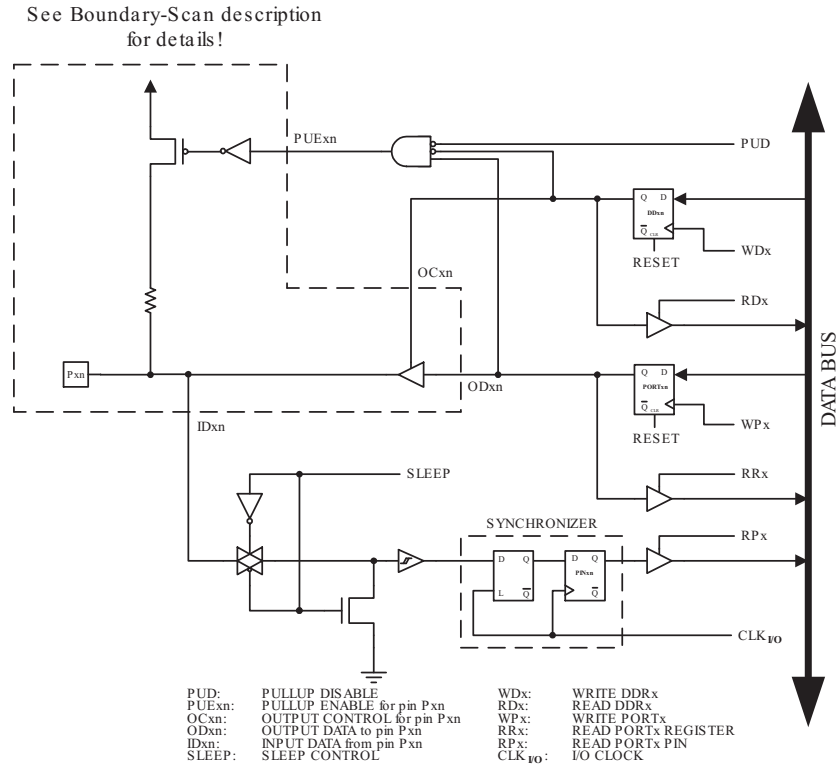 See Boundary-Scan description
for details!
PUExn
PUD
Q D
DDxn
Q CLR
WDx
RESET
OCxn
RDx
Pxn
ODxn
Q D
PORTxn
Q CLR
WPx
RESET
IDxn
SLEEP
RRx
SYNCHRONIZER
RPx
D Q
L Q
D Q
PINxn
Q
CLK I/O
DATA BUS
PUD: PULLUP DISABLE
PUExn: PULLUP ENABLE for pin Pxn
OCxn: OUTPUT CONTROL for pin Pxn
ODxn: OUTPUT DATA to pin Pxn
IDxn: INPUT DATA from pin Pxn
SLEEP: SLEEP CONTROL
WDx: WRITE DDRx
RDx: READ DDRx
WPx: WRITE PORTx
RRx: READ PORTx REGISTER
RPx: READ PORTx PIN
CLK I/O: I/O CLOCK